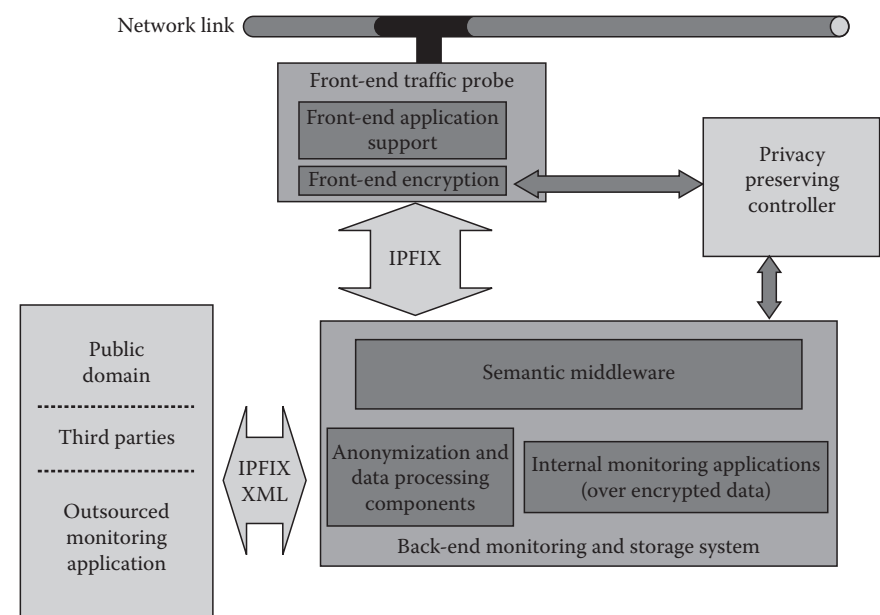 Network link
Front-end traffic probe
Front-end application
support
Front-end encryption
Privacy
preserving
controller
IPFIX
Public
domain
Third parties
Outsourced
monitoring
application
IPFIX
XML
Semantic middleware
Anonymization and
data processing
components
Internal monitoring applications
(over encrypted data)
Back-end monitoring and storage system